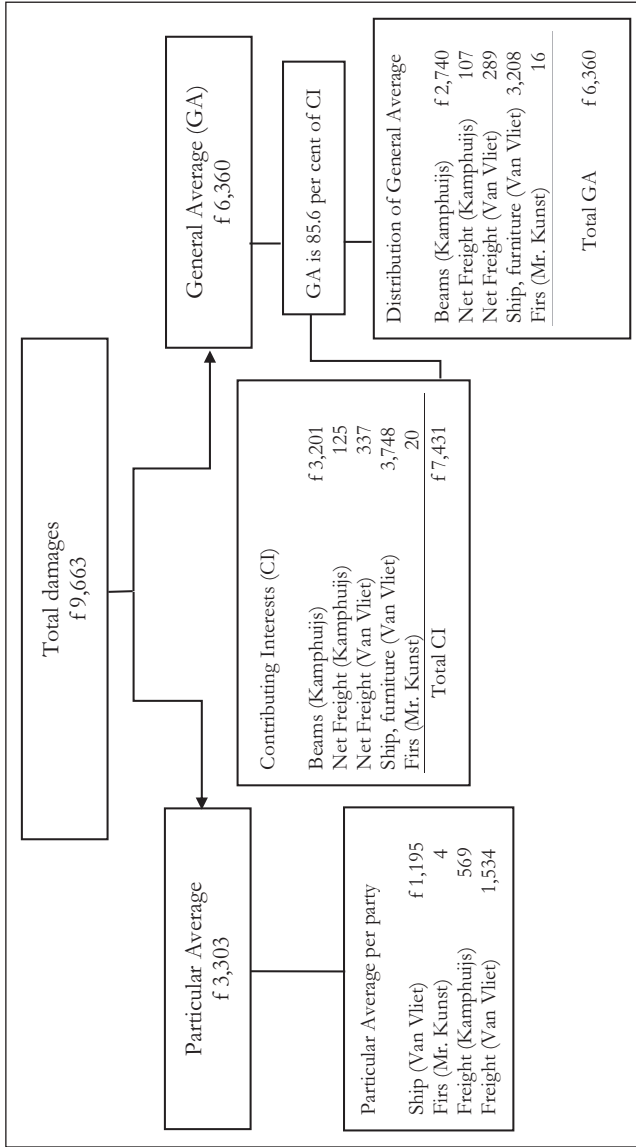 Total damages
f 9,663
Particular Average
f 3,303
General Average (GA)
f 6,360
GA is 85.6 per cent of CI
Particular Average per party
Ship (Van Vliet) f 1,195
Firs (Mr. Kunst) 4
Freight (Kamphuijs) 569
Freight (Van Vliet) 1,534
Contributing Interests (CI)
Beams (Kamphuijs) f 3,201
Net Freight (Kamphuijs) 125
Net Freight (Van Vliet) 337
Ship, furniture (Van Vliet) 3,748
Firs (Mr. Kunst) 20
Total CI f 7,431
Distribution of General Average
Beams (Kamphuijs) f 2,740
Net Freight (Kamphuijs) 107
Net Freight (Van Vliet) 289
Ship, furniture (Van Vliet) 3,208
Firs (Mr. Kunst) 16
Total GA f 6,360